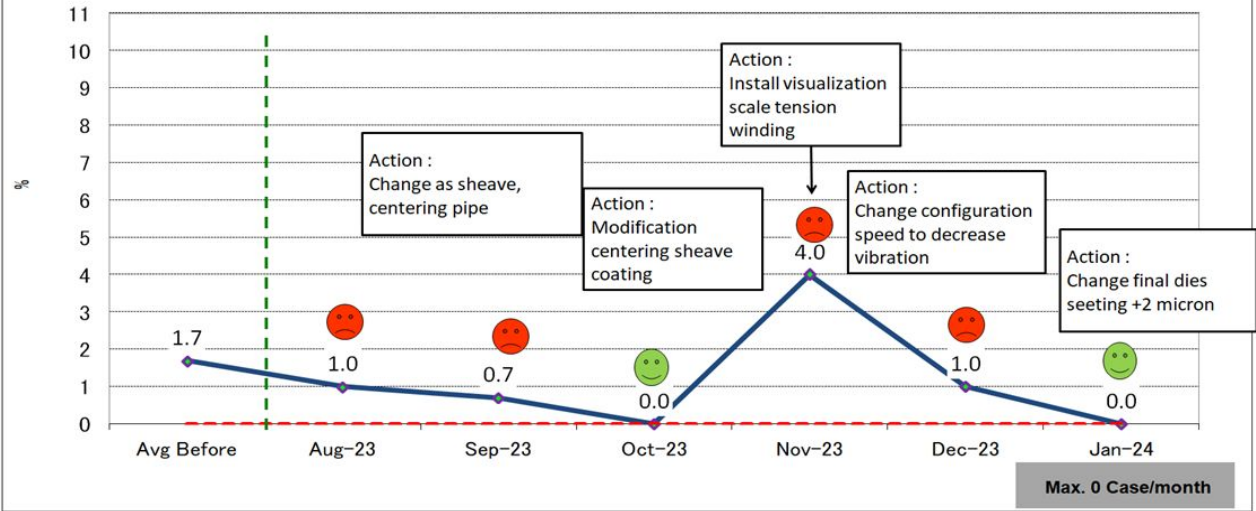 11
10
9
8
7
6
5
4
3
2
1
0
%
Action :
Change as sheave,
centering pipe
Action :
Modification
centering sheave
coating
Action :
Install visualization
scale tension
winding
Action :
Change configuration
speed to decrease
vibration
Action :
Change final dies
seeting +2 micron
1.7
1.0
0.7
0.0
4.0
1.0
0.0
Avg Before
Aug-23
Sep-23
Oct-23
Nov-23
Dec-23
Jan-24
Max. 0 Case/month